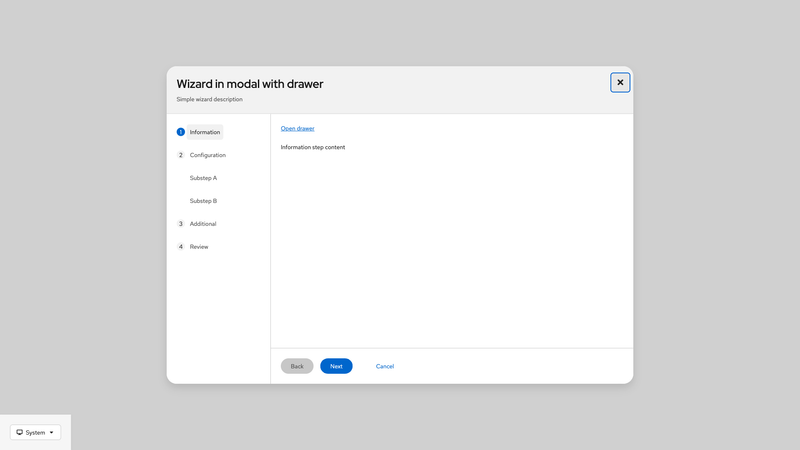 Wizard in modal with drawer
Simple wizard description
1 Information
2 Configuration
Substep A
Substep B
3 Additional
4 Review
Open drawer
Information step content
Back Next Cancel
System